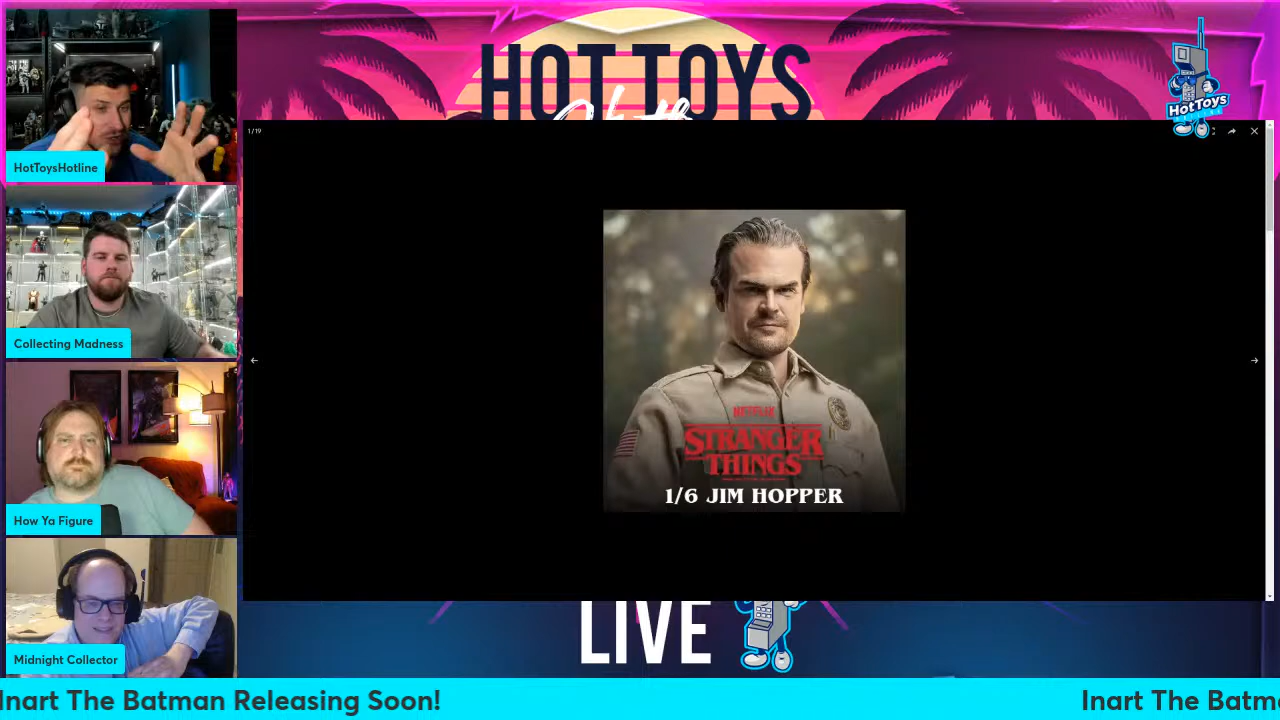 HOT TOYS
HotToys
HotToysHotline
1/19
Collecting Madness
NETFLIX
STRANGER
THINGS
1/6 JIM HOPPER
How Ya Figure
LIVE
Midnight Collector
Inart The Batman Releasing Soon!
Inart The Batm